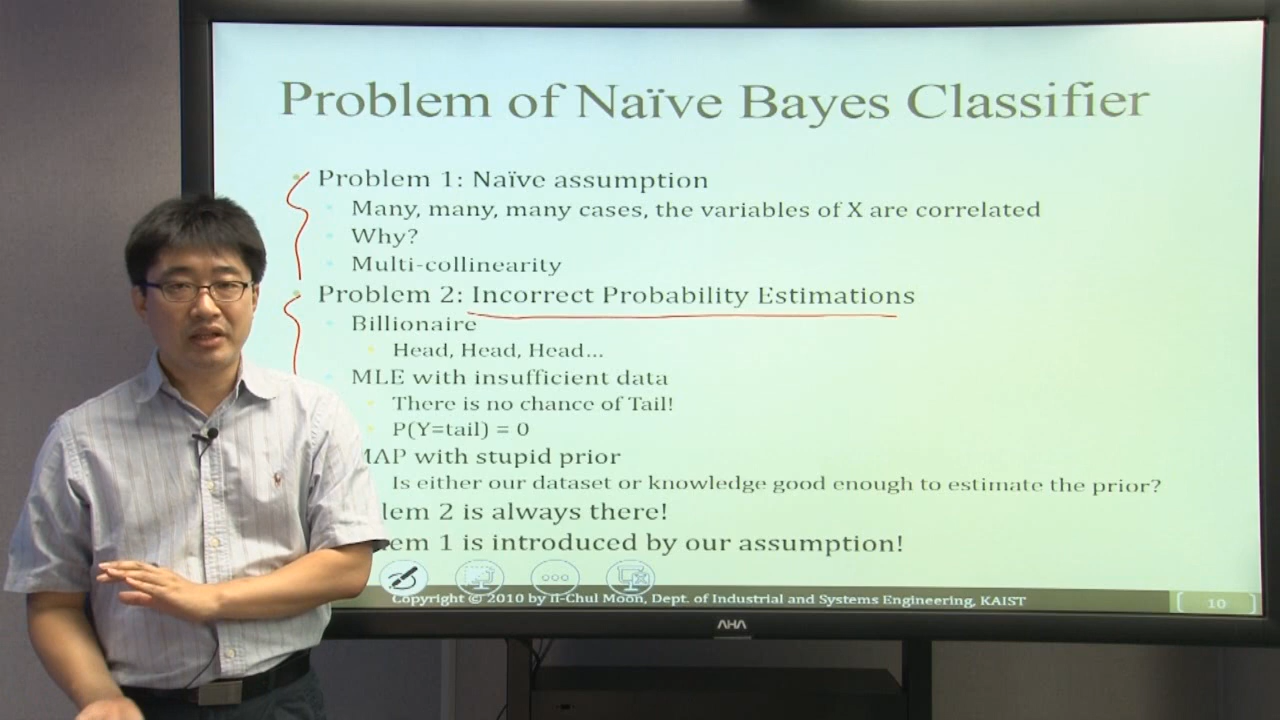 Problem of Naïve Bayes Classifier
Problem 1: Naïve assumption
Many, many, many cases, the variables of X are correlated
Why?
Multi-collinearity
Problem 2: Incorrect Probability Estimations
Billionaire
Head, Head, Head...
MLE with insufficient data
There is no chance of Tail!
P(Y=tail) = 0
MAP with stupid prior
Is either our dataset or knowledge good enough to estimate the prior?
lem 2 is always there!
lem 1 is introduced by our assumption!
Copyright © 2010 by Il-Chul Moon, Dept. of Industrial and Systems Engineering, KAIST
10
AHA